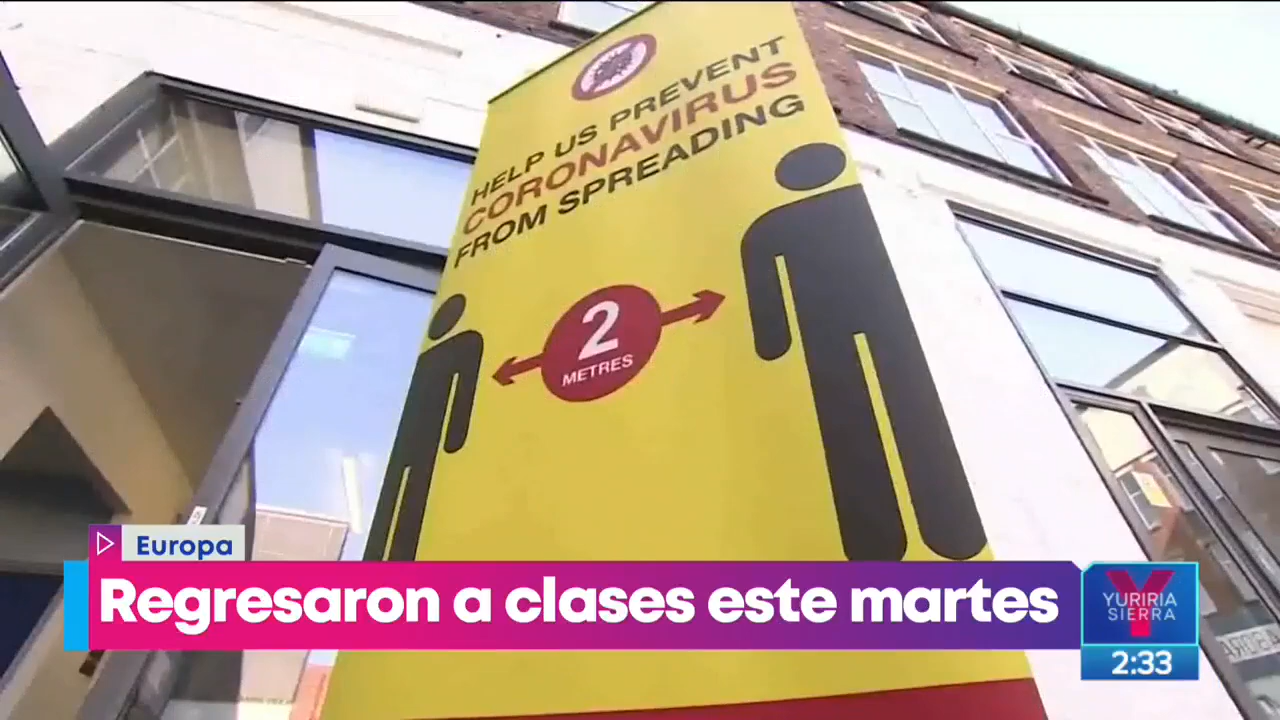 HELP US PREVENT
CORONAVIRUS
FROM SPREADING
2
METRES
Europa
Regresaron a clases este martes
YURIRIA
SIERRA
2:33